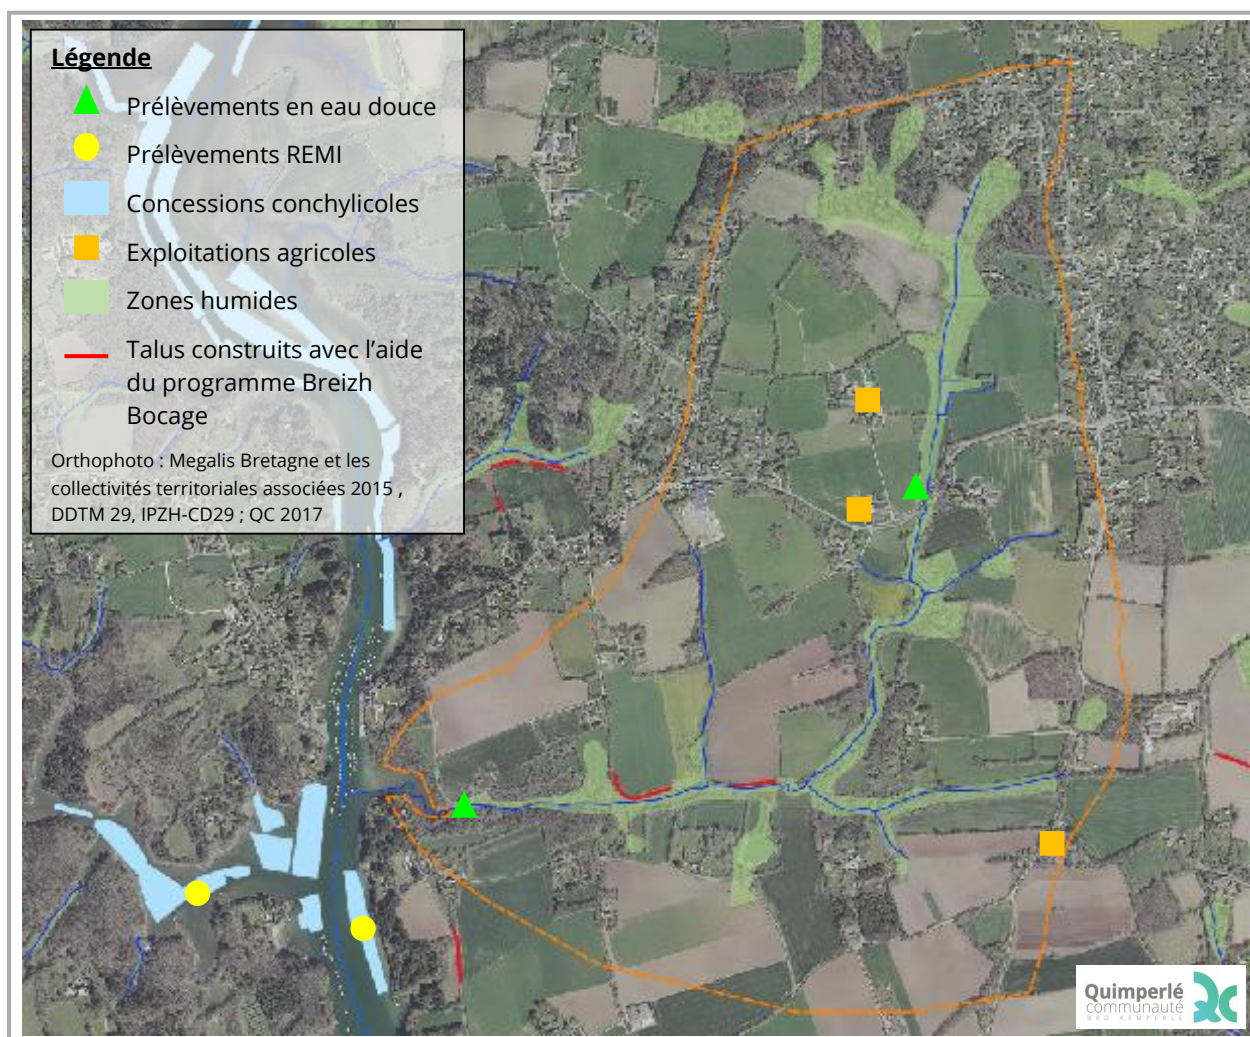 Légende
Prélèvements en eau douce
Prélèvements REMI
Concessions conchylicoles
Exploitations agricoles
Zones humides
Talus construits avec l'aide
du programme Breizh
Bocage
Orthophoto : Megalis Bretagne et les
collectivités territoriales associées 2015 ,
DDTM 29, IPZH-CD29 ; QC 2017
Quimperlé
communauté
BRO KEMPERLE